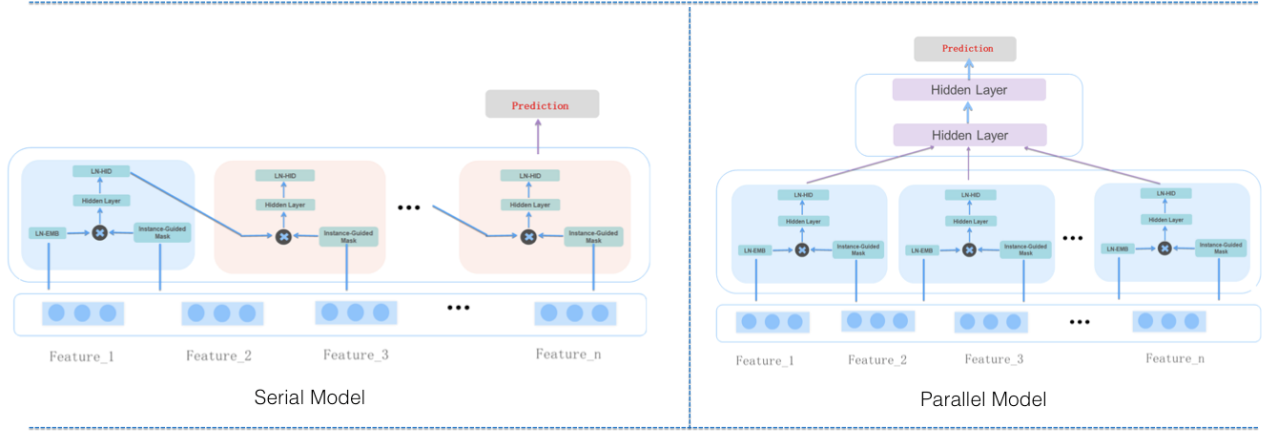 Prediction
LN-HID
Hidden Layer
LN-EMB
Instance-Guided
Mask
LN-HID
Hidden Layer
Instance-Guided
Mask
...
LN-HID
Hidden Layer
Instance-Guided
Mask
...
Feature_1
Feature_2
Feature_3
Feature_n
Serial Model
Prediction
Hidden Layer
Hidden Layer
LN-HID
Hidden Layer
LN-EMB
Instance-Guided
Mask
LN-HID
Hidden Layer
LN-EMB
Instance-Guided
Mask
...
LN-HID
Hidden Layer
LN-EMB
Instance-Guided
Mask
...
Feature_1
Feature_2
Feature_3
Feature_n
Parallel Model